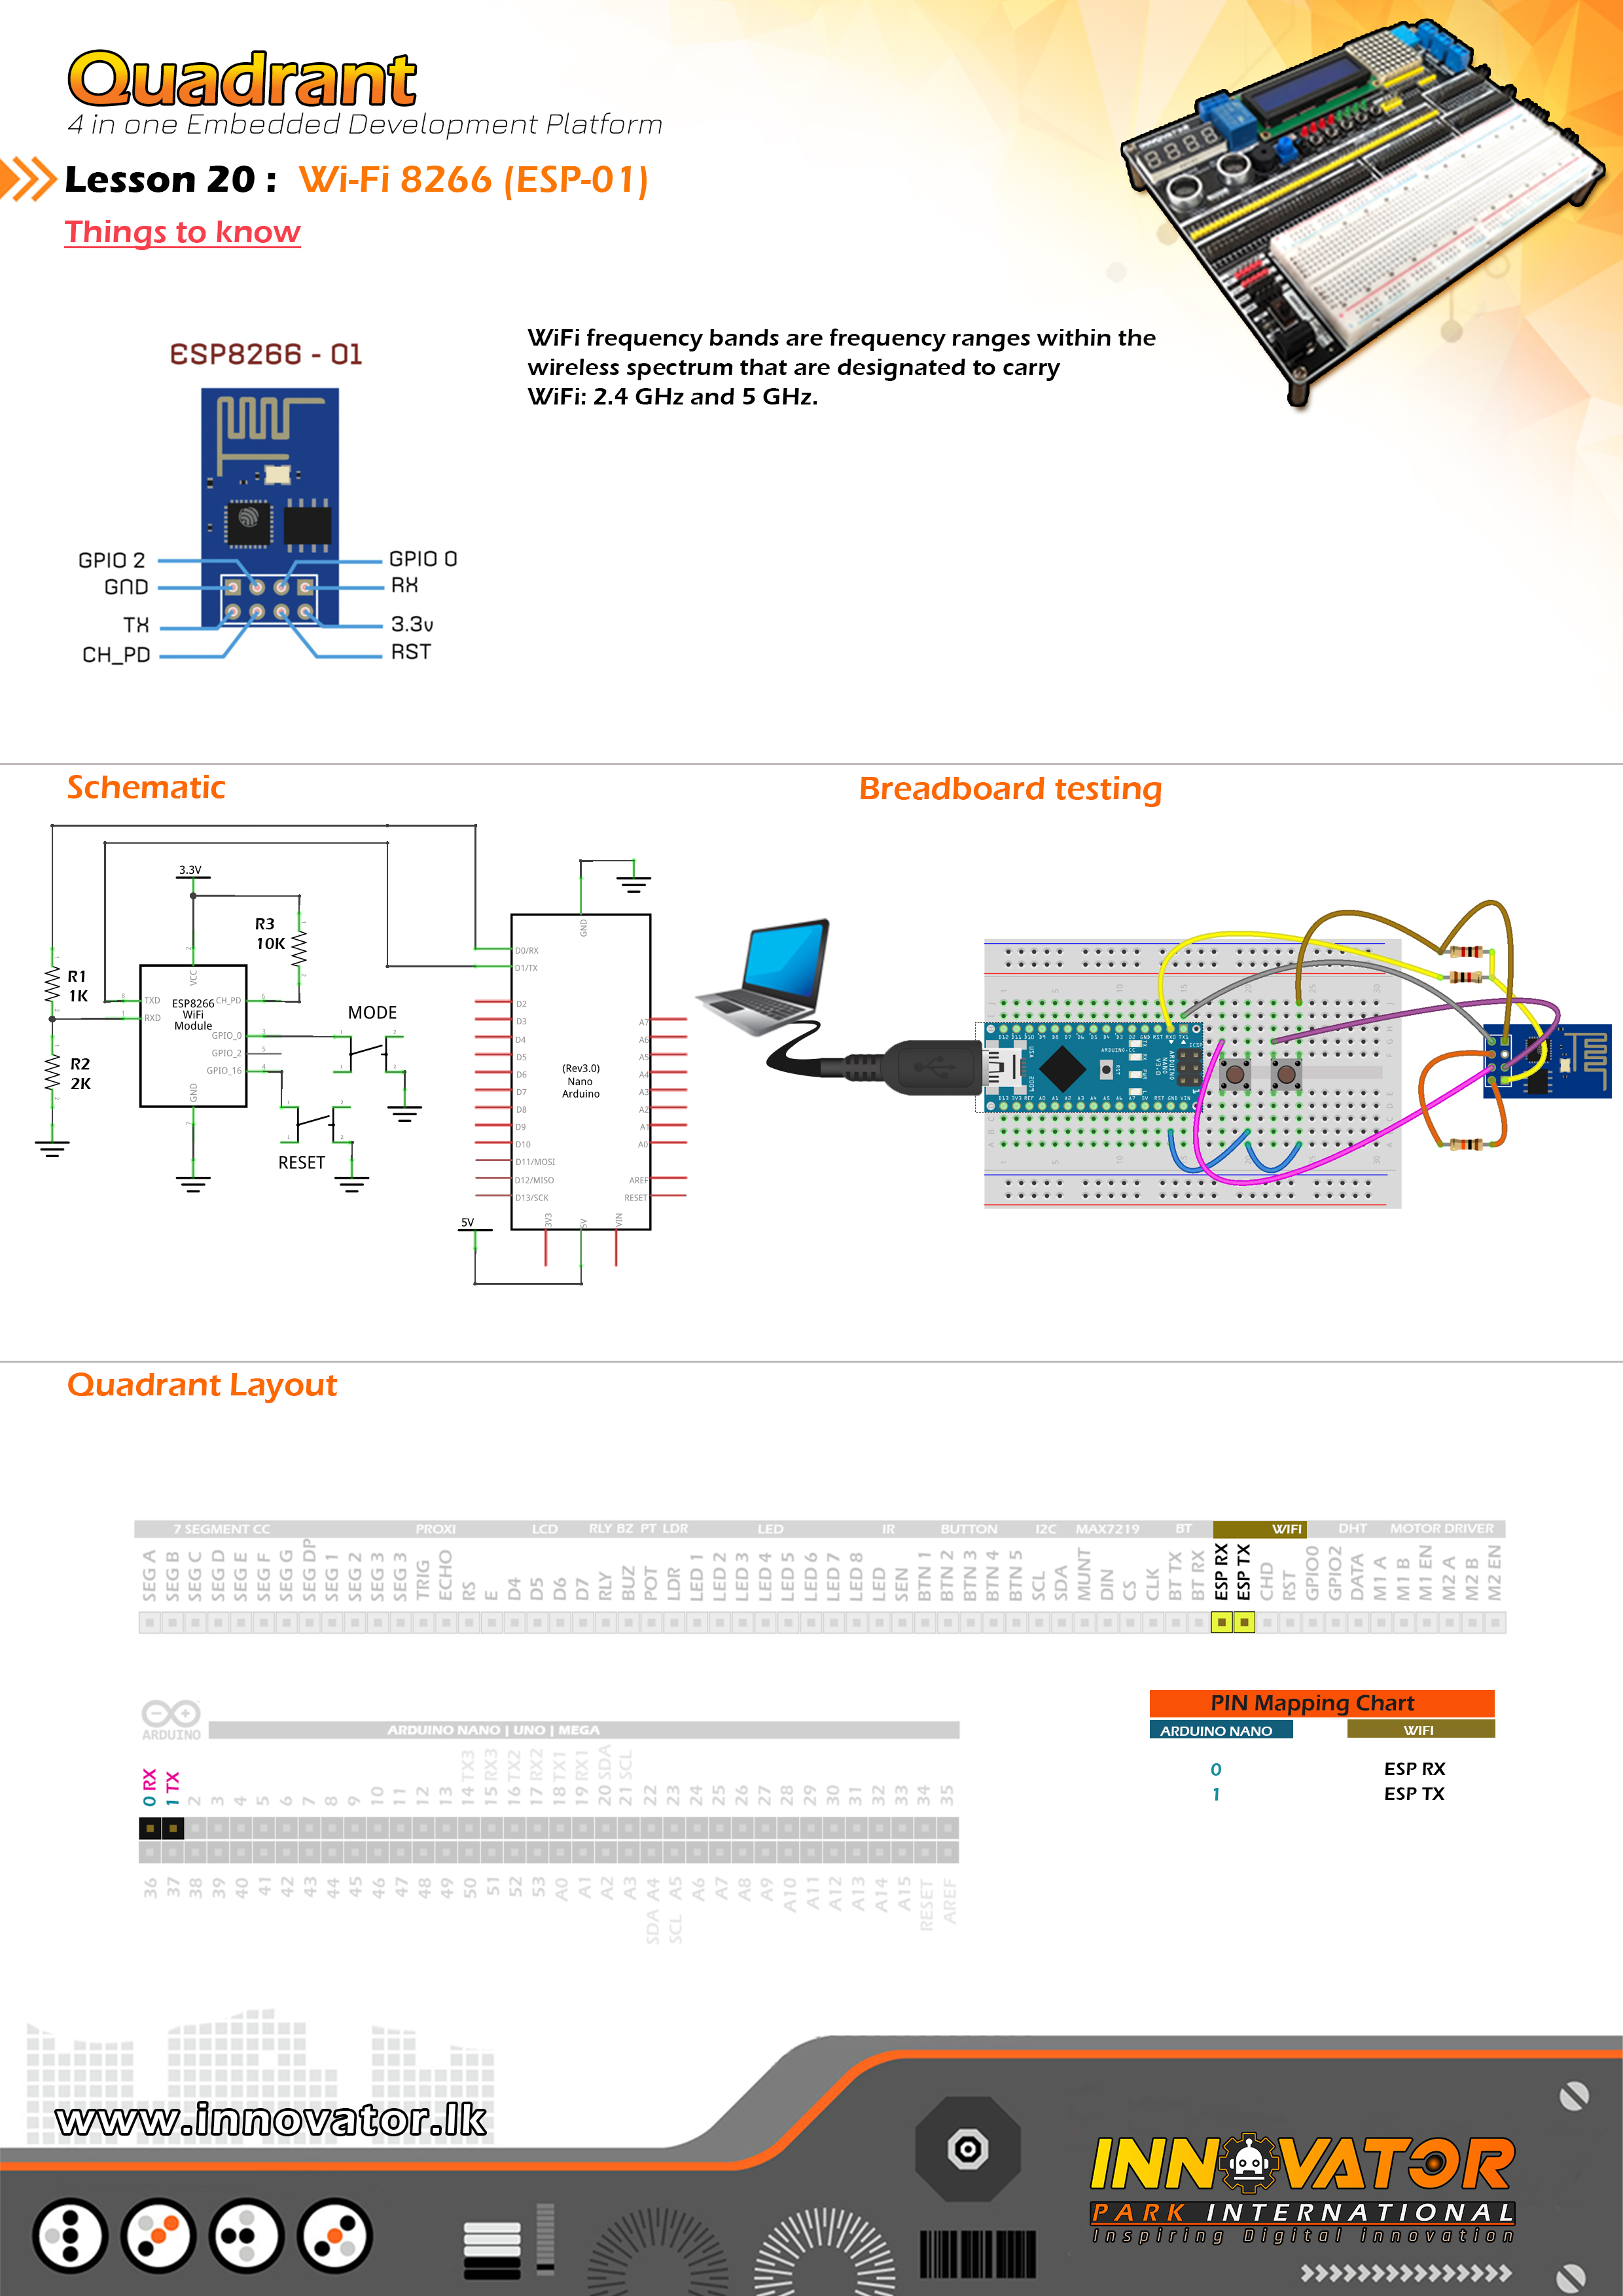 Quadrant
4 in one Embedded Development Platform
Lesson 20 : Wi-Fi 8266 (ESP-01)
Things to know
WiFi frequency bands are frequency ranges within the
wireless spectrum that are designated to carry
WiFi: 2.4 GHz and 5 GHz.
ESP8266 - 01
GPIO 2
GPIO 0
GND
RX
TX
3.3v
CH_PD
RST
Schematic
Breadboard testing
3.3V
R3
10K
R1
1K
R2
2K
VCC
TXD
RXD
ESP8266
WiFi
Module
CH_PD
GPIO_0
GPIO_2
GPIO_16
GND
MODE
RESET
5V
GND
D0/RX
D1/TX
D2
D3
D4
D5
D6
D7
D8
D9
D10
D11/MOSI
D12/MISO
D13/SCK
(Rev3.0)
Nano
Arduino
A7
A6
A5
A4
A3
A2
A1
A0
AREF
RESET
3V3
5V
VIN
Quadrant Layout
7 SEGMENT CC PROXI LCD RLY BZ PT LDR LED IR BUTTON I2C MAX7219 BT WIFI DHT MOTOR DRIVER
SEG A SEG B SEG C SEG D SEG E SEG F SEG G SEG DP SEG 1 SEG 2 SEG 3 SEG 3 TRIG ECHO RS E D4 D5 D6 D7 RLY BUZ POT LDR LED 1 LED 2 LED 3 LED 4 LED 5 LED 6 LED 7 LED 8 LED SEN BTN 1 BTN 2 BTN 3 BTN 4 BTN 5 SCL SDA MUNT DIN CS CLK BT TX BT RX ESP RX ESP TX CHD RST GPIO0 GPIO2 DATA M1 A M1 B M1 EN M2 A M2 B M2 EN
ARDUINO
ARDUINO NANO | UNO | MEGA
0 RX 1 TX 2 3 4 5 6 7 8 9 10 11 12 13 14 TX3 15 RX3 16 TX2 17 RX2 18 TX1 19 RX1 20 SDA 21 SCL 22 23 24 25 26 27 28 29 30 31 32 33 34 35
36 37 38 39 40 41 42 43 44 45 46 47 48 49 50 51 52 53 A0 A1 A2 A3 SDA A4 SCL A5 A6 A7 A8 A9 A10 A11 A12 A13 A14 A15 RESET AREF
PIN Mapping Chart
ARDUINO NANO WIFI
0 ESP RX
1 ESP TX
www.innovator.lk
INNOVATOR
PARK INTERNATIONAL
Inspiring Digital innovation